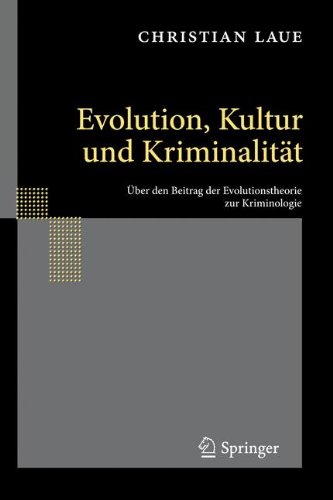 CHRISTIAN LAUE
Evolution, Kultur
und Kriminalität
Über den Beitrag der Evolutionstheorie
zur Kriminologie
Springer